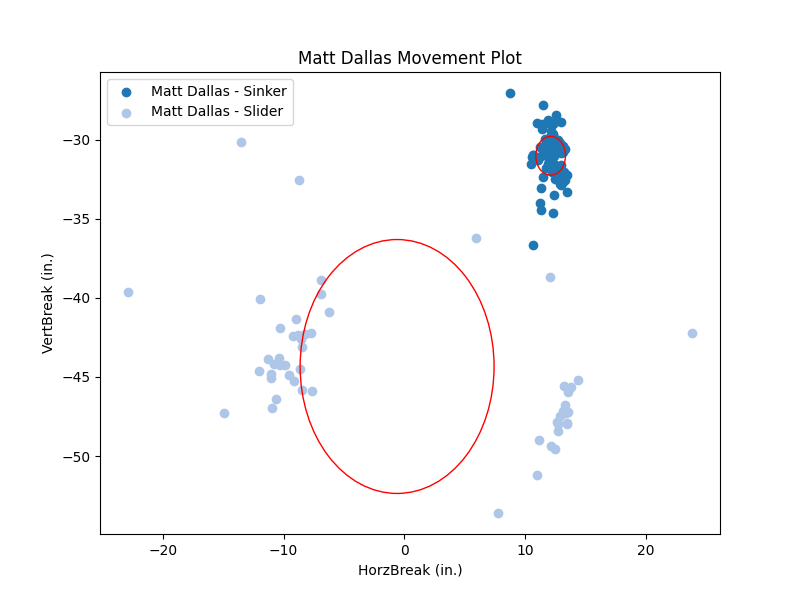 Matt Dallas Movement Plot
Matt Dallas - Sinker
Matt Dallas - Slider
VertBreak (in.)
−30
−35
−40
−45
−50
−20
−10
0
10
20
HorzBreak (in.)